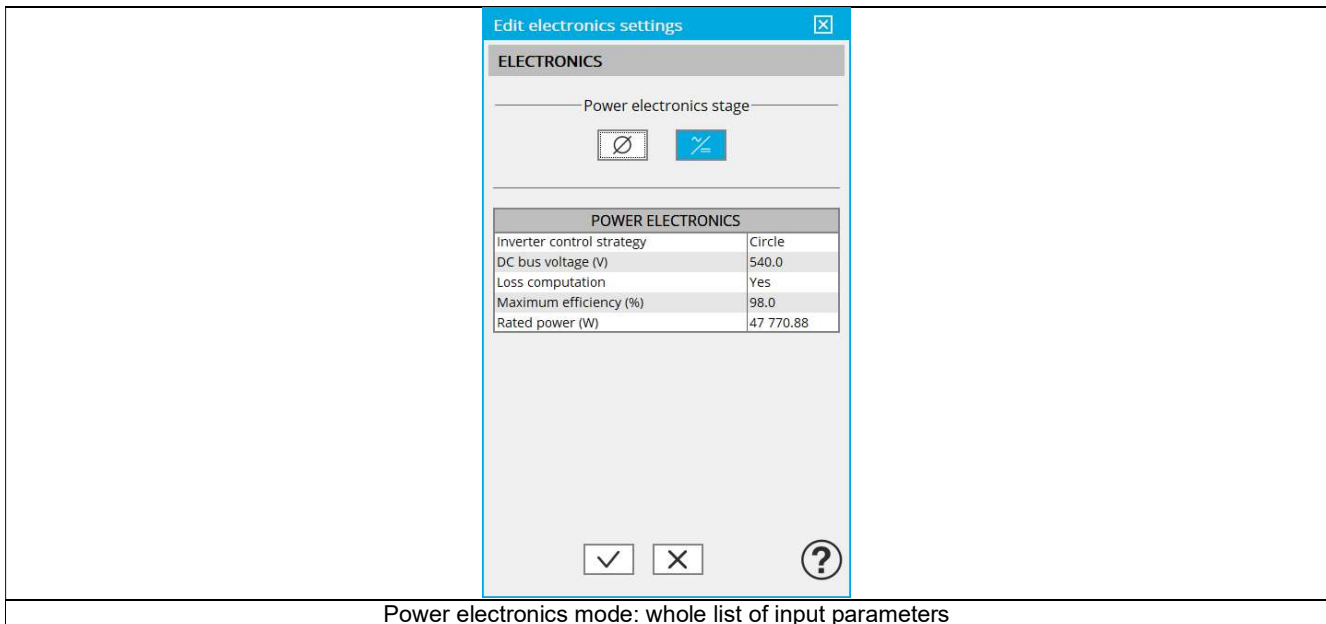 Edit electronics settings
ELECTRONICS
Power electronics stage
POWER ELECTRONICS
Inverter control strategy Circle
DC bus voltage (V) 540.0
Loss computation Yes
Maximum efficiency (%) 98.0
Rated power (W) 47 770.88
?
Power electronics mode: whole list of input parameters